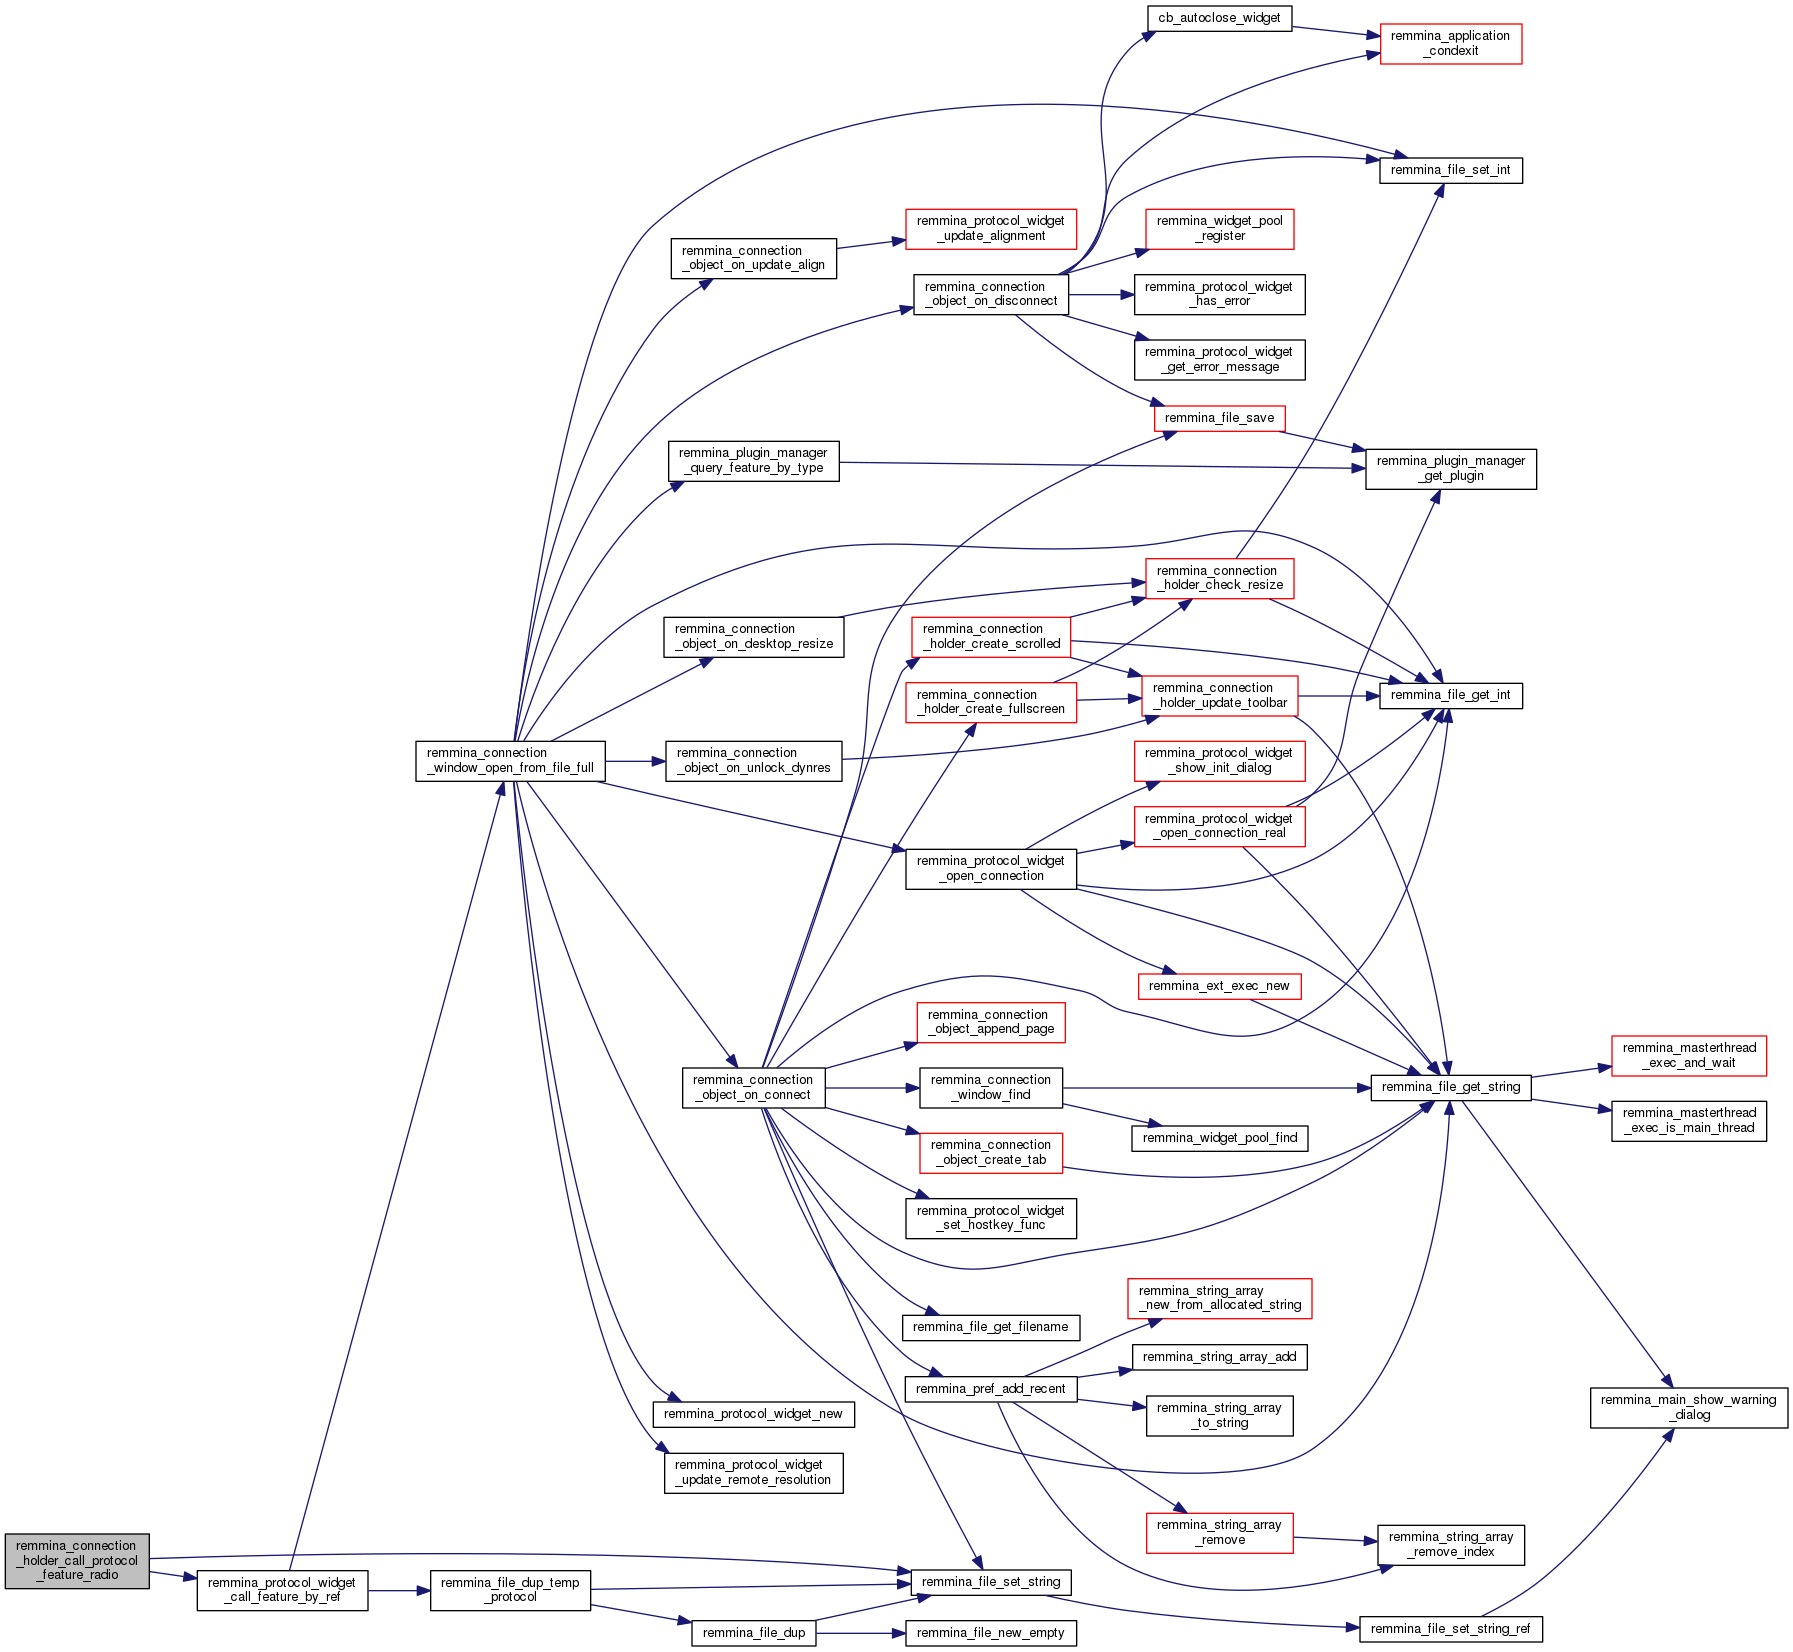 cb_autoclose_widget
remmina_application
_condexit
remmina_file_set_int
remmina_protocol_widget
_update_alignment
remmina_widget_pool
_register
remmina_connection
_object_on_update_align
remmina_connection
_object_on_disconnect
remmina_protocol_widget
_has_error
remmina_protocol_widget
_get_error_message
remmina_file_save
remmina_plugin_manager
_query_feature_by_type
remmina_plugin_manager
_get_plugin
remmina_connection
_holder_check_resize
remmina_connection
_object_on_desktop_resize
remmina_connection
_holder_create_scrolled
remmina_connection
_holder_create_fullscreen
remmina_connection
_holder_update_toolbar
remmina_file_get_int
remmina_connection
_window_open_from_file_full
remmina_connection
_object_on_unlock_dynres
remmina_protocol_widget
_show_init_dialog
remmina_protocol_widget
_open_connection_real
remmina_protocol_widget
_open_connection
remmina_ext_exec_new
remmina_connection
_object_append_page
remmina_masterthread
_exec_and_wait
remmina_connection
_object_on_connect
remmina_connection
_window_find
remmina_file_get_string
remmina_masterthread
_exec_is_main_thread
remmina_widget_pool_find
remmina_connection
_object_create_tab
remmina_protocol_widget
_set_hostkey_func
remmina_string_array
_new_from_allocated_string
remmina_file_get_filename
remmina_string_array_add
remmina_pref_add_recent
remmina_string_array
_to_string
remmina_main_show_warning
_dialog
remmina_protocol_widget_new
remmina_protocol_widget
_update_remote_resolution
remmina_string_array
_remove
remmina_string_array
_remove_index
remmina_connection
_holder_call_protocol
_feature_radio
remmina_protocol_widget
_call_feature_by_ref
remmina_file_dup_temp
_protocol
remmina_file_set_string
remmina_file_dup
remmina_file_new_empty
remmina_file_set_string_ref